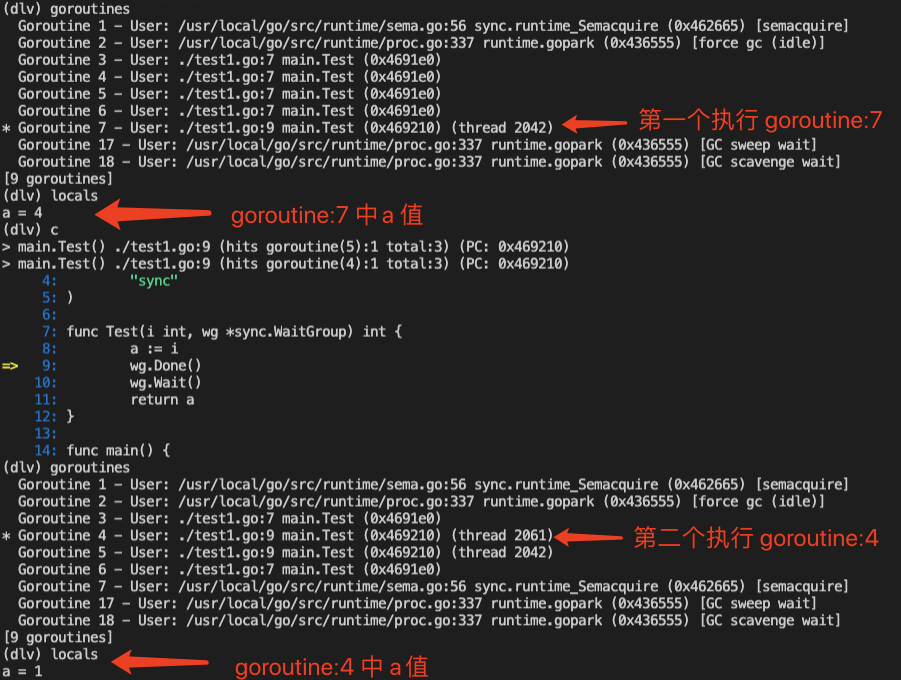 (dlv) goroutines
Goroutine 1 - User: /usr/local/go/src/runtime/sema.go:56 sync.runtime_Semacquire (0x462665) [semacquire]
Goroutine 2 - User: /usr/local/go/src/runtime/proc.go:337 runtime.gopark (0x436555) [force gc (idle)]
Goroutine 3 - User: ./test1.go:7 main.Test (0x4691e0)
Goroutine 4 - User: ./test1.go:7 main.Test (0x4691e0)
Goroutine 5 - User: ./test1.go:7 main.Test (0x4691e0)
Goroutine 6 - User: ./test1.go:7 main.Test (0x4691e0)
* Goroutine 7 - User: ./test1.go:9 main.Test (0x469210) (thread 2042) 第一个执行 goroutine:7
Goroutine 17 - User: /usr/local/go/src/runtime/proc.go:337 runtime.gopark (0x436555) [GC sweep wait]
Goroutine 18 - User: /usr/local/go/src/runtime/proc.go:337 runtime.gopark (0x436555) [GC scavenge wait]
[9 goroutines]
(dlv) locals
a = 4 goroutine:7 中 a 值
(dlv) c
> main.Test() ./test1.go:9 (hits goroutine(5):1 total:3) (PC: 0x469210)
> main.Test() ./test1.go:9 (hits goroutine(4):1 total:3) (PC: 0x469210)
4: "sync"
5: )
6:
7: func Test(i int, wg *sync.WaitGroup) int {
8: a := i
=> 9: wg.Done()
10: wg.Wait()
11: return a
12: }
13:
14: func main() {
(dlv) goroutines
Goroutine 1 - User: /usr/local/go/src/runtime/sema.go:56 sync.runtime_Semacquire (0x462665) [semacquire]
Goroutine 2 - User: /usr/local/go/src/runtime/proc.go:337 runtime.gopark (0x436555) [force gc (idle)]
Goroutine 3 - User: ./test1.go:7 main.Test (0x4691e0)
* Goroutine 4 - User: ./test1.go:9 main.Test (0x469210) (thread 2061) 第二个执行 goroutine:4
Goroutine 5 - User: ./test1.go:9 main.Test (0x469210) (thread 2042)
Goroutine 6 - User: ./test1.go:7 main.Test (0x4691e0)
Goroutine 7 - User: /usr/local/go/src/runtime/sema.go:56 sync.runtime_Semacquire (0x462665) [semacquire]
Goroutine 17 - User: /usr/local/go/src/runtime/proc.go:337 runtime.gopark (0x436555) [GC sweep wait]
Goroutine 18 - User: /usr/local/go/src/runtime/proc.go:337 runtime.gopark (0x436555) [GC scavenge wait]
[9 goroutines]
(dlv) locals
a = 1 goroutine:4 中 a 值